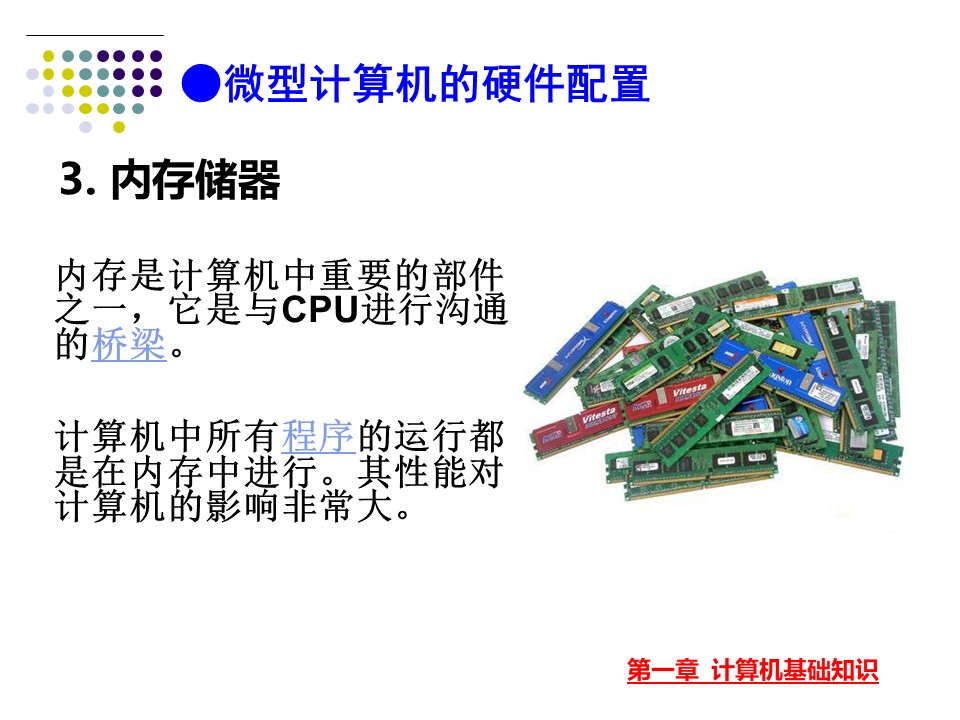 ●微型计算机的硬件配置
3. 内存储器
内存是计算机中重要的部件
之一，它是与CPU进行沟通
的桥梁。
计算机中所有程序的运行都
是在内存中进行。其性能对
计算机的影响非常大。
Vitesta
Vitesta
第一章 计算机基础知识